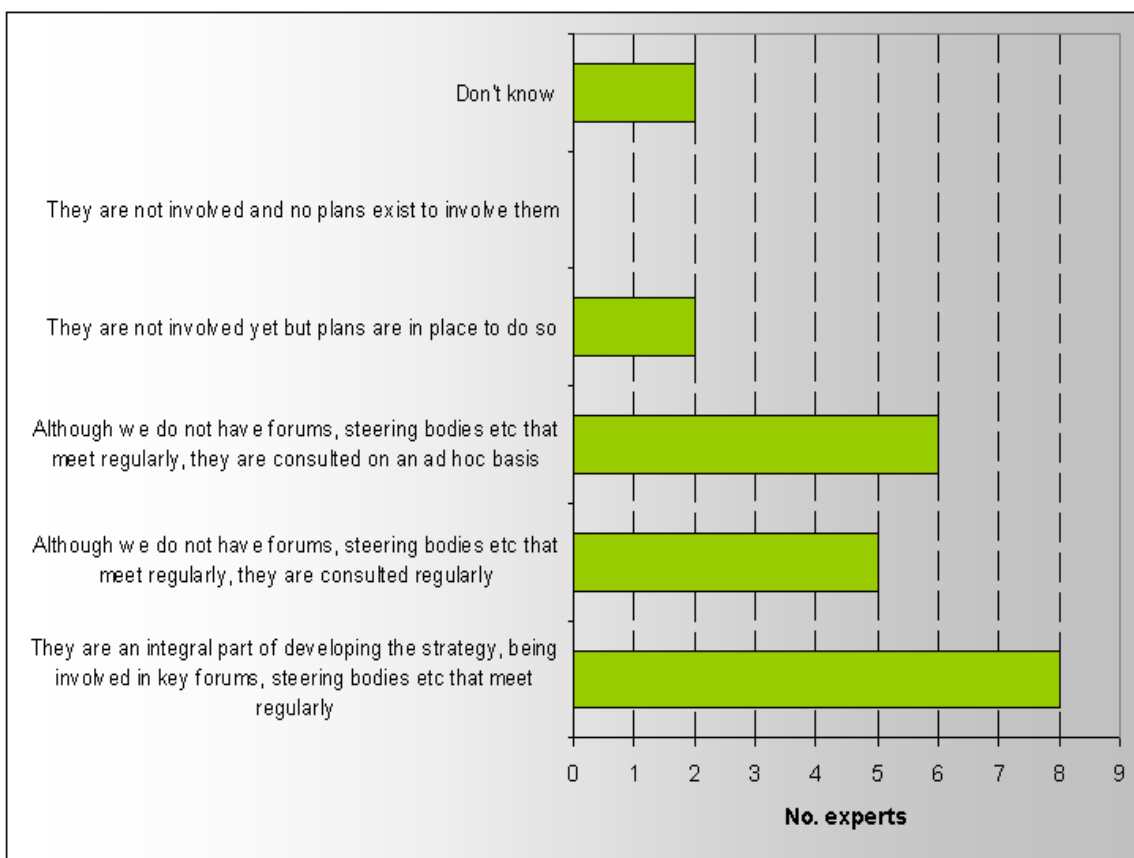 Don't know
They are not involved and no plans exist to involve them
They are not involved yet but plans are in place to do so
Although we do not have forums, steering bodies etc that
meet regularly, they are consulted on an ad hoc basis
Although we do not have forums, steering bodies etc that
meet regularly, they are consulted regularly
They are an integral part of developing the strategy, being
involved in key forums, steering bodies etc that meet
regularly
0 1 2 3 4 5 6 7 8 9
No. experts